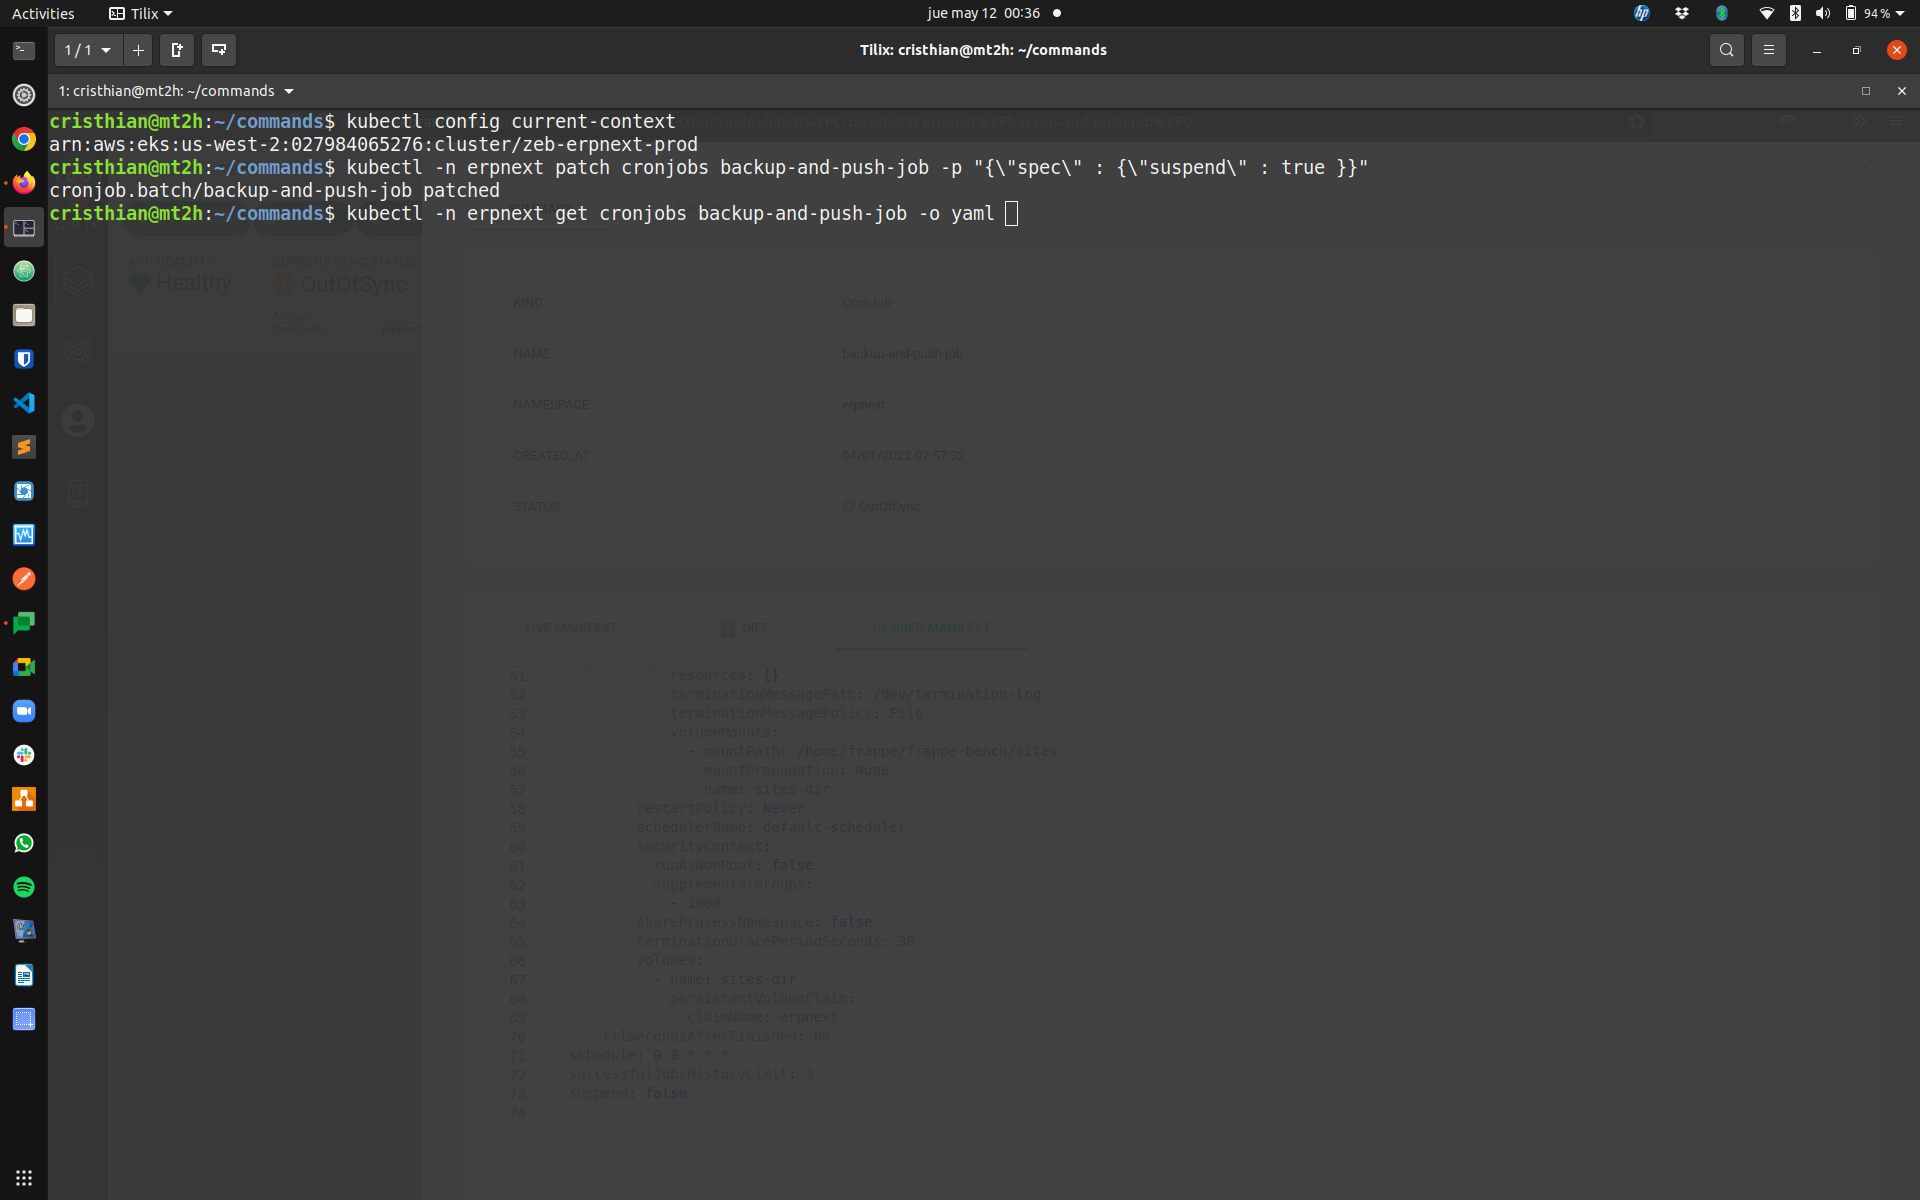 Activities
Tilix
jue may 12 00:36
94 %
1 / 1
Tilix: cristhian@mt2h: ~/commands
1: cristhian@mt2h: ~/commands
cristhian@mt2h:~/commands$ kubectl config current-context
arn:aws:eks:us-west-2:027984065276:cluster/zeb-erpnext-prod
cristhian@mt2h:~/commands$ kubectl -n erpnext patch cronjobs backup-and-push-job -p "{\"spec\" : {\"suspend\" : true }}"
cronjob.batch/backup-and-push-job patched
cristhian@mt2h:~/commands$ kubectl -n erpnext get cronjobs backup-and-push-job -o yaml
APP HEALTH
CURRENT SYNC STATUS
Healthy
OutOfSync
Author:
Comment:
erpnext
KIND
CronJob
NAME
backup-and-push-job
NAMESPACE
erpnext
CREATED_AT
04/01/2022 07:57:32
STATUS
OutOfSync
LIVE MANIFEST
DIFF
DESIRED MANIFEST
51 resources: {}
52 terminationMessagePath: /dev/termination-log
53 terminationMessagePolicy: File
54 volumeMounts:
55 - mountPath: /home/frappe/frappe-bench/sites
56 mountPropagation: None
57 name: sites-dir
58 restartPolicy: Never
59 schedulerName: default-scheduler
60 securityContext:
61 runAsNonRoot: false
62 supplementalGroups:
63 - 1000
64 shareProcessNamespace: false
65 terminationGracePeriodSeconds: 30
66 volumes:
67 - name: sites-dir
68 persistentVolumeClaim:
69 claimName: erpnext
70 ttlSecondsAfterFinished: 60
71 schedule: 0 8 * * *
72 successfulJobsHistoryLimit: 3
73 suspend: false
74